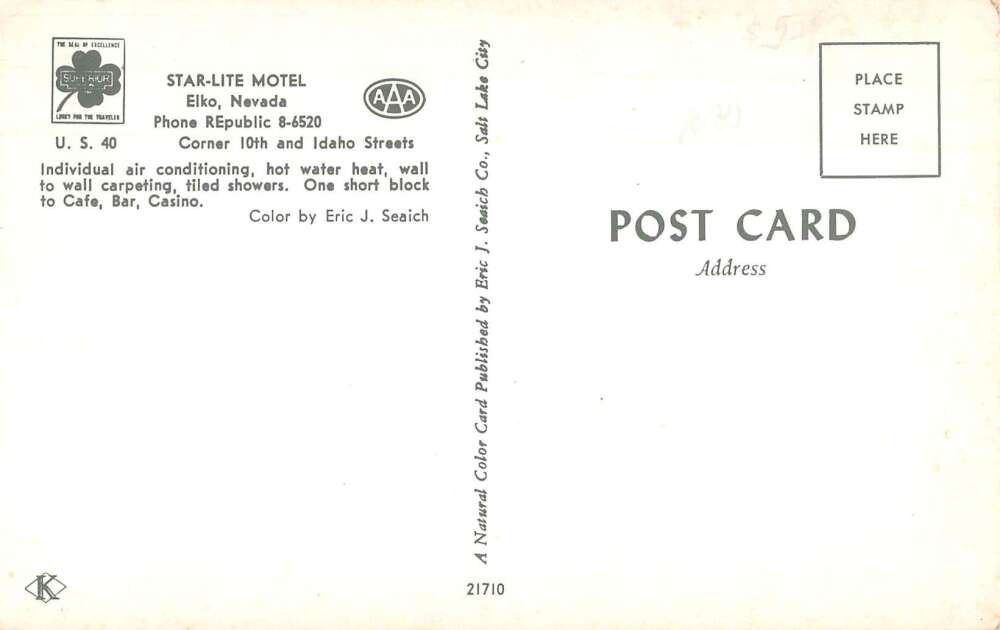 THE SEAL OF EXCELLENCE
SUPERIOR
LUCKY FOR THE TRAVELER
STAR-LITE MOTEL
Elko, Nevada
Phone REpublic 8-6520
AAA
U. S. 40 Corner 10th and Idaho Streets
Individual air conditioning, hot water heat, wall
to wall carpeting, tiled showers. One short block
to Cafe, Bar, Casino.
Color by Eric J. Seaich
K
A Natural Color Card Published by Eric J. Seaich Co., Salt Lake City
21710
PLACE
STAMP
HERE
POST CARD
Address